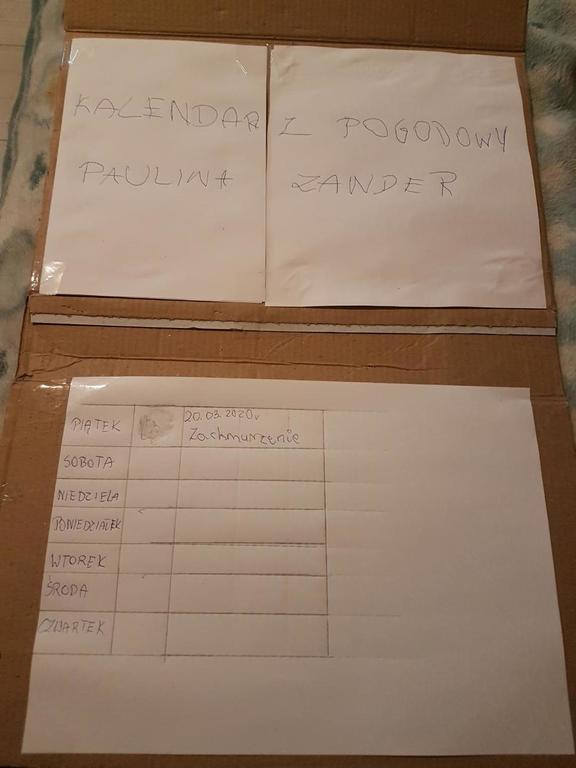 KALENDARZ POGODOWY
PAULINA ZANDER
PIĄTEK 20.03.2020r
Zachmurzenie
SOBOTA
NIEDZIELA
PONIEDZIAŁEK
WTOREK
ŚRODA
CZWARTEK